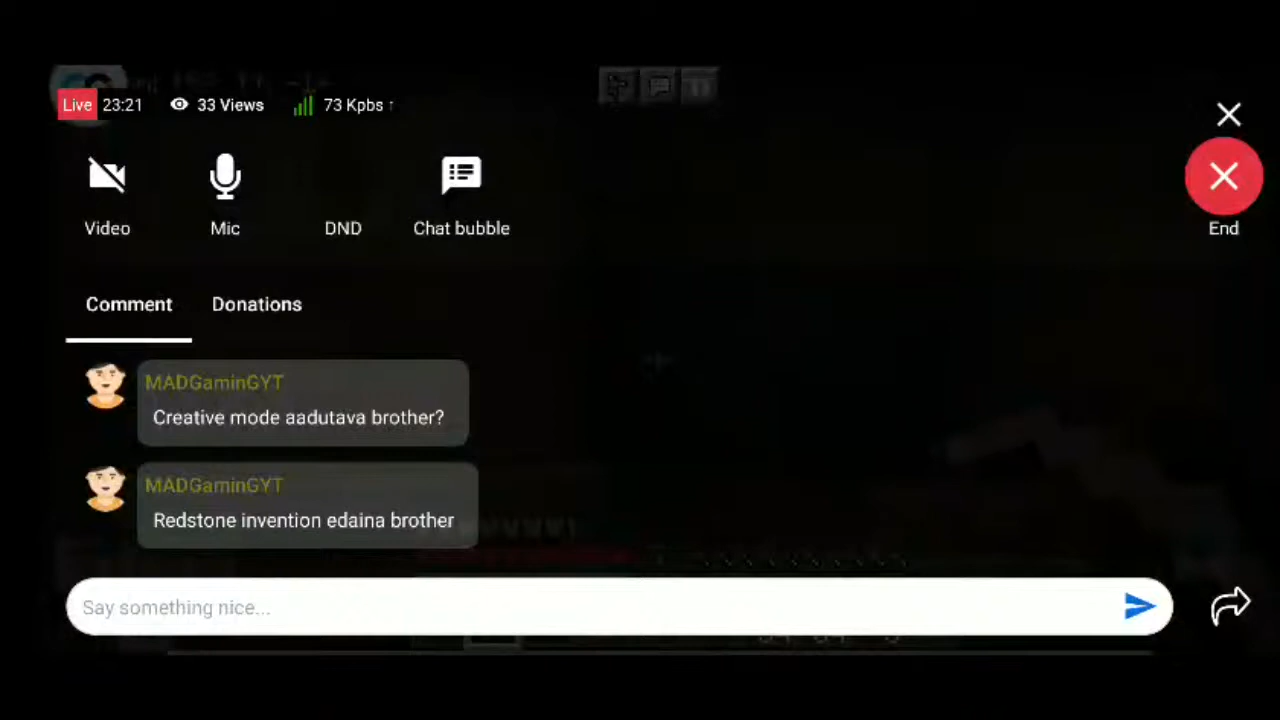 Live 23:21 33 Views 73 Kpbs ↑
Video Mic DND Chat bubble End
Comment Donations
MADGaminGYT
Creative mode aadutava brother?
MADGaminGYT
Redstone invention edaina brother
Say something nice...